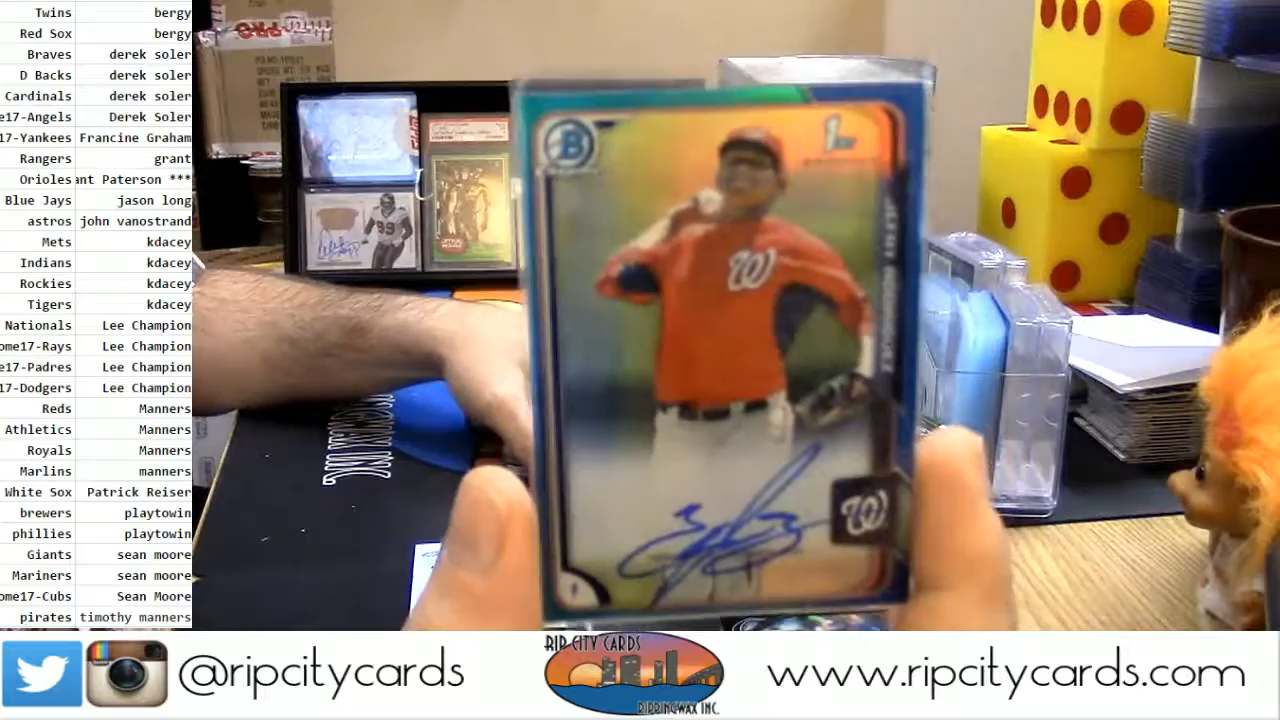 Twins bergy
Red Sox bergy
Braves derek soler
D Backs derek soler
Cardinals derek soler
ome17-Angels Derek Soler
17-Yankees Francine Graham
Rangers grant
Orioles ant Paterson ***
Blue Jays jason long
astros john vanostrand
Mets kdacey
Indians kdacey
Rockies kdacey
Tigers kdacey
Nationals Lee Champion
ome17-Rays Lee Champion
e17-Padres Lee Champion
17-Dodgers Lee Champion
Reds Manners
Athletics Manners
Royals Manners
Marlins manners
White Sox Patrick Reiser
brewers playtowin
phillies playtowin
Giants sean moore
Mariners sean moore
ome17-Cubs Sean Moore
pirates timothy manners
B
W
W
99
@ripcitycards
RIP CITY CARDS
RIPPINGWAX INC.
www.ripcitycards.com